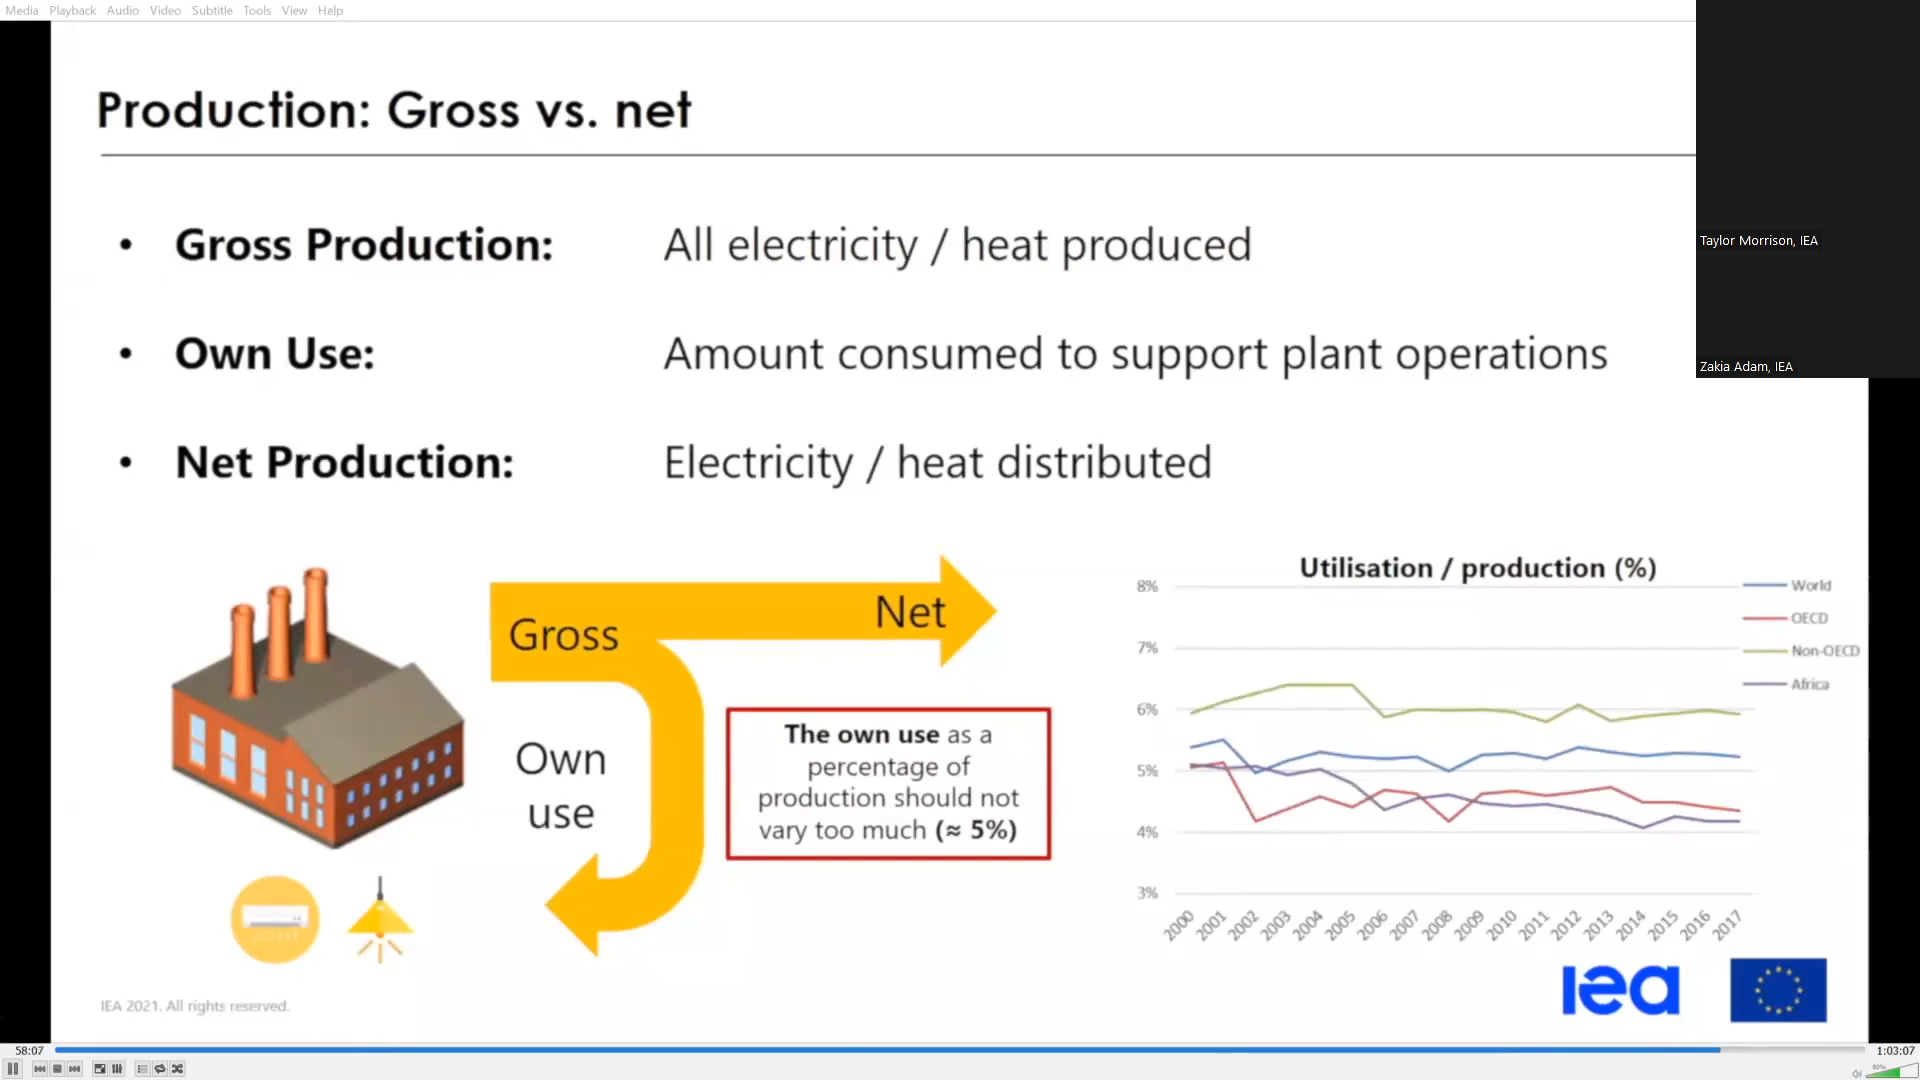 Media Playback Audio Video Subtitle Tools View Help
Production: Gross vs. net
• Gross Production: All electricity / heat produced
• Own Use: Amount consumed to support plant operations
• Net Production: Electricity / heat distributed
Taylor Morrison, IEA
Zakia Adam, IEA
Gross
Net
Own
use
The own use as a
percentage of
production should not
vary too much (≈ 5%)
Utilisation / production (%)
8%
7%
6%
5%
4%
3%
2000 2001 2002 2003 2004 2005 2006 2007 2008 2009 2010 2011 2012 2013 2014 2015 2016 2017
World
OECD
Non-OECD
Africa
IEA 2021. All rights reserved.
iea
58:07
1:03:07
80%